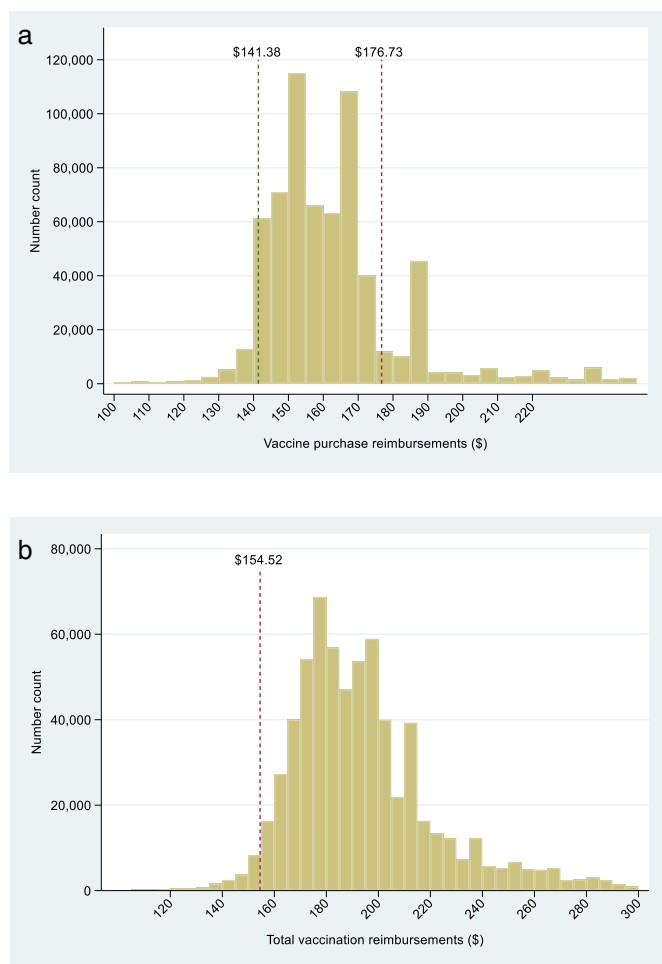 a
$141.38 $176.73
120,000
100,000
80,000
60,000
40,000
20,000
0
Number count
100 110 120 130 140 150 160 170 180 190 200 210 220
Vaccine purchase reimbursements ($)
b
$154.52
80,000
60,000
40,000
20,000
0
Number count
120 140 160 180 200 220 240 260 280 300
Total vaccination reimbursements ($)